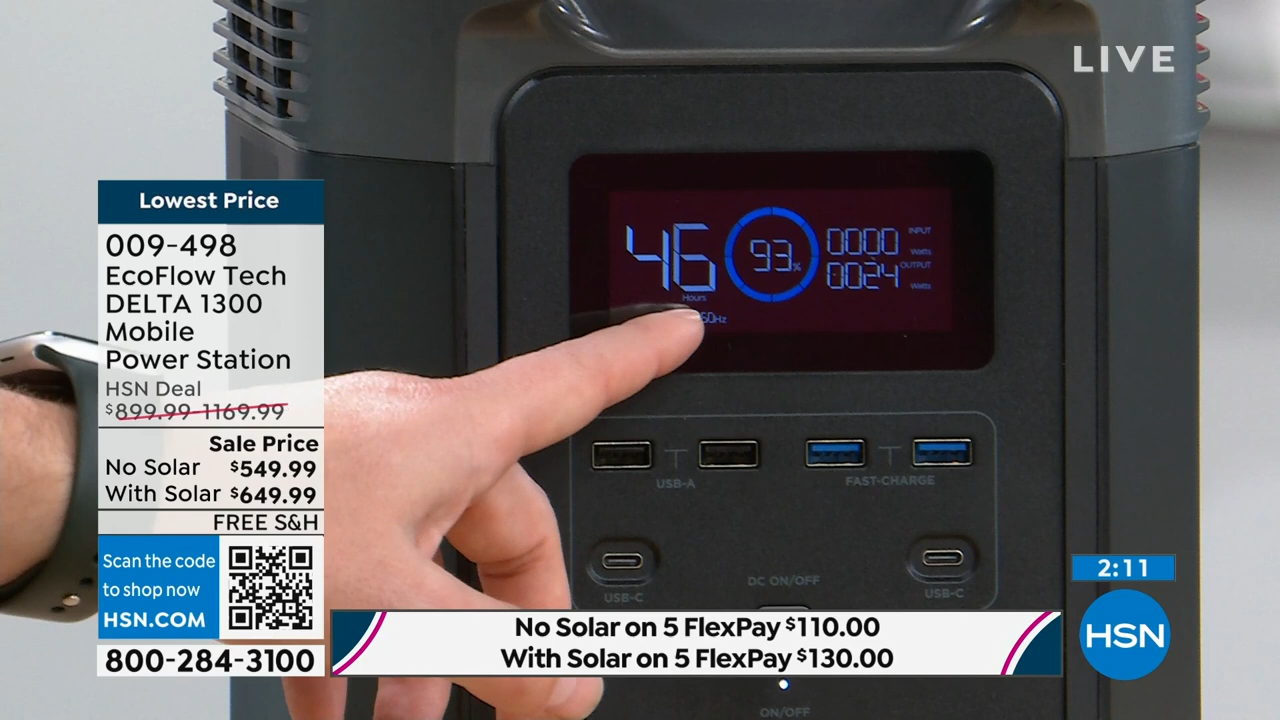 LIVE
Lowest Price
009-498
EcoFlow Tech
DELTA 1300
Mobile
Power Station
HSN Deal
$899.99-1169.99
Sale Price
No Solar $549.99
With Solar $649.99
FREE S&H
Scan the code
to shop now
HSN.COM
800-284-3100
46
Hours
60Hz
93%
0000
INPUT
Watts
0024
OUTPUT
Watts
USB-A
FAST-CHARGE
USB-C
DC ON/OFF
USB-C
No Solar on 5 FlexPay $110.00
With Solar on 5 FlexPay $130.00
ON/OFF
2:11
HSN